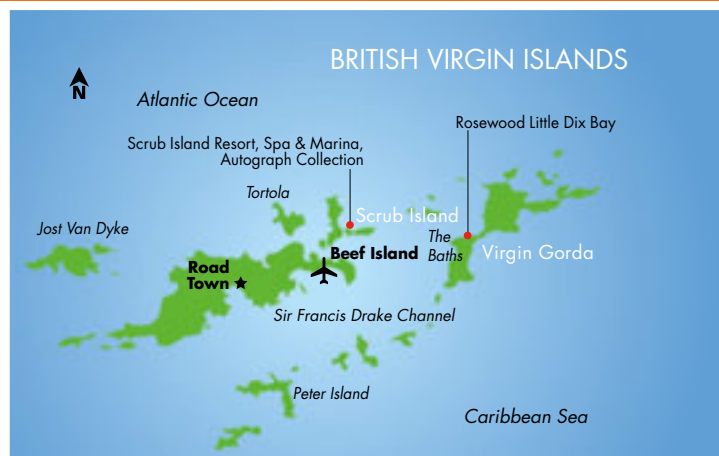 BRITISH VIRGIN ISLANDS
N
Atlantic Ocean
Rosewood Little Dix Bay
Scrub Island Resort, Spa & Marina,
Autograph Collection
Tortola
Scrub Island
Jost Van Dyke
The
Baths
Beef Island
Virgin Gorda
Road
Town
Sir Francis Drake Channel
Peter Island
Caribbean Sea